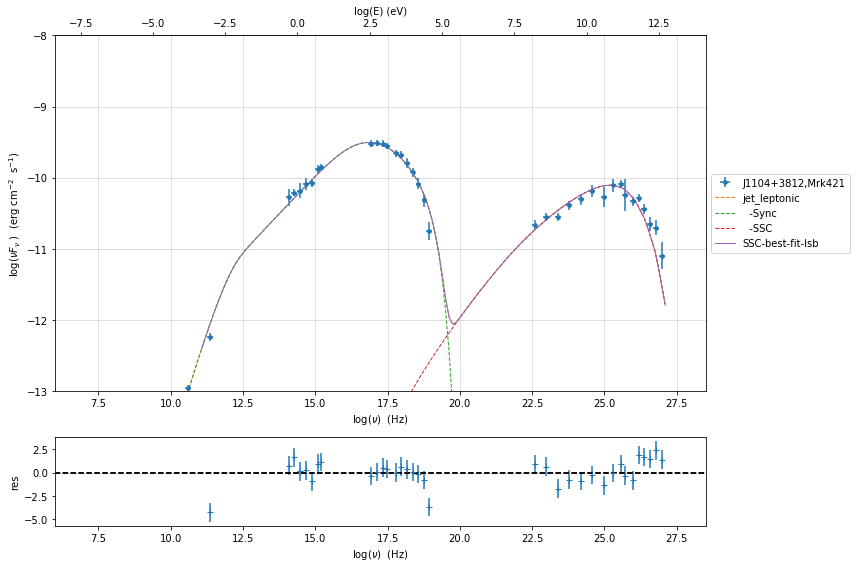 log(E) (eV)
−7.5 −5.0 −2.5 0.0 2.5 5.0 7.5 10.0 12.5
−8
−9
−10
−11
−12
−13
log(νFν ) (erg cm−2 s−1)
7.5 10.0 12.5 15.0 17.5 20.0 22.5 25.0 27.5
log(ν) (Hz)
J1104+3812,Mrk421
jet_leptonic
-Sync
-SSC
SSC-best-fit-lsb
2.5
0.0
−2.5
−5.0
res
7.5 10.0 12.5 15.0 17.5 20.0 22.5 25.0 27.5
log(ν) (Hz)